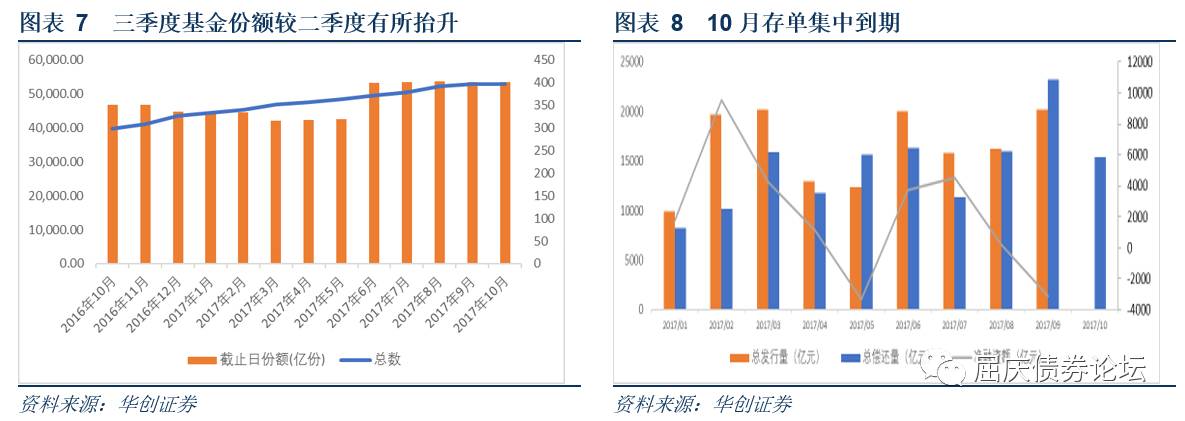 图表 7 三季度基金份额较二季度有所抬升
60,000.00
50,000.00
40,000.00
30,000.00
20,000.00
10,000.00
0.00
450
400
350
300
250
200
150
100
50
0
2016年10月
2016年11月
2016年12月
2017年1月
2017年2月
2017年3月
2017年4月
2017年5月
2017年6月
2017年7月
2017年8月
2017年9月
2017年10月
截止日份额(亿份) 总数
资料来源：华创证券
图表 8 10 月存单集中到期
25000
20000
15000
10000
5000
0
12000
10000
8000
6000
4000
2000
0
-2000
-4000
2017/01 2017/02 2017/03 2017/04 2017/05 2017/06 2017/07 2017/08 2017/09 2017/10
总发行量（亿元） 总偿还量（亿元） 净融资额(亿元)
屈庆债券论坛
资料来源：华创证券